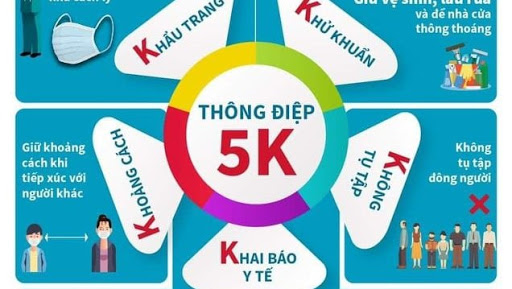 KHẨU TRANG
KHỬ KHUẨN
và để nhà cửa
thông thoáng
THÔNG ĐIỆP
5K
Giữ khoảng
cách khi
tiếp xúc với
người khác
KHOẢNG CÁCH
KHÔNG
TỤ TẬP
Không
tụ tập
đông người
KHAI BÁO
Y TẾ